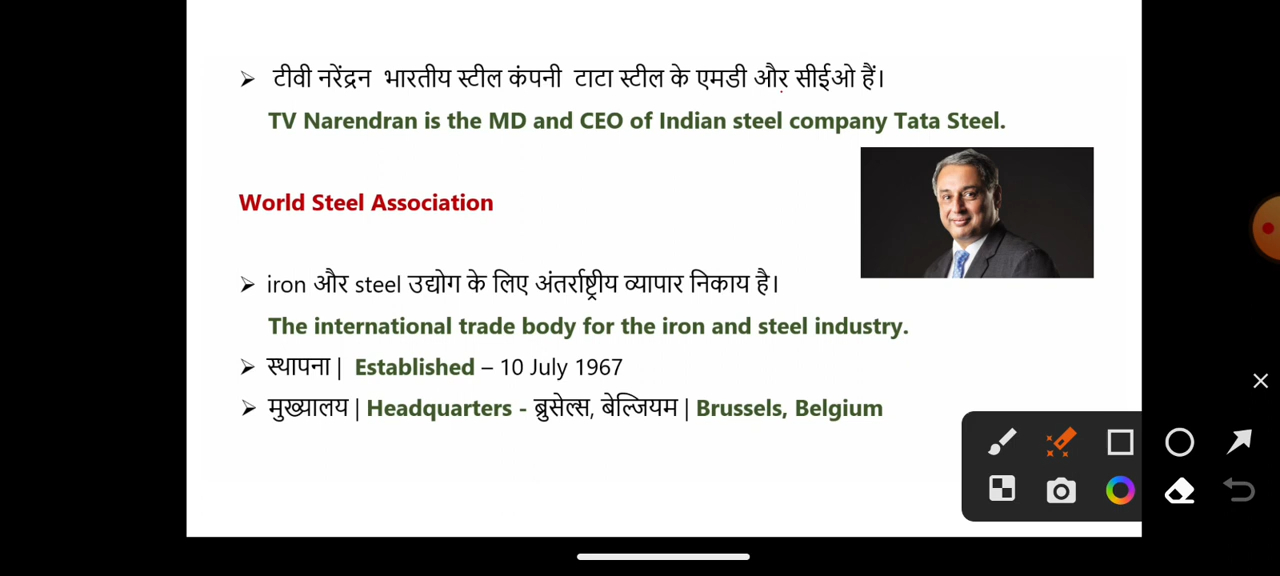 ➢ टीवी नरेंद्रन भारतीय स्टील कंपनी टाटा स्टील के एमडी और सीईओ हैं।
TV Narendran is the MD and CEO of Indian steel company Tata Steel.
World Steel Association
➢ iron और steel उद्योग के लिए अंतर्राष्ट्रीय व्यापार निकाय है।
The international trade body for the iron and steel industry.
➢ स्थापना | Established – 10 July 1967
➢ मुख्यालय | Headquarters - ब्रुसेल्स, बेल्जियम | Brussels, Belgium